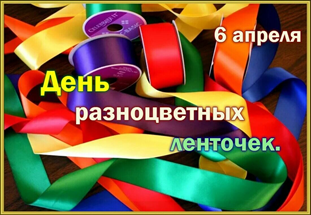 6 апреля
День
разноцветных
ленточек.